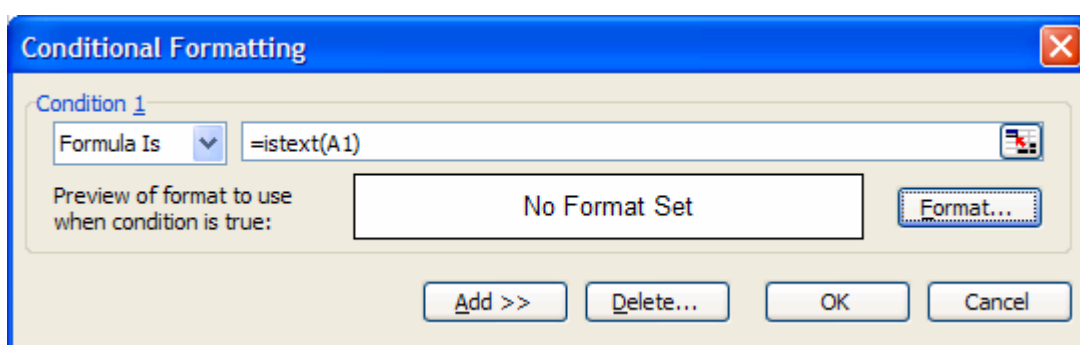 Conditional Formatting
Condition 1
Formula Is =istext(A1)
Preview of format to use
when condition is true:
No Format Set
Format...
Add >> Delete... OK Cancel